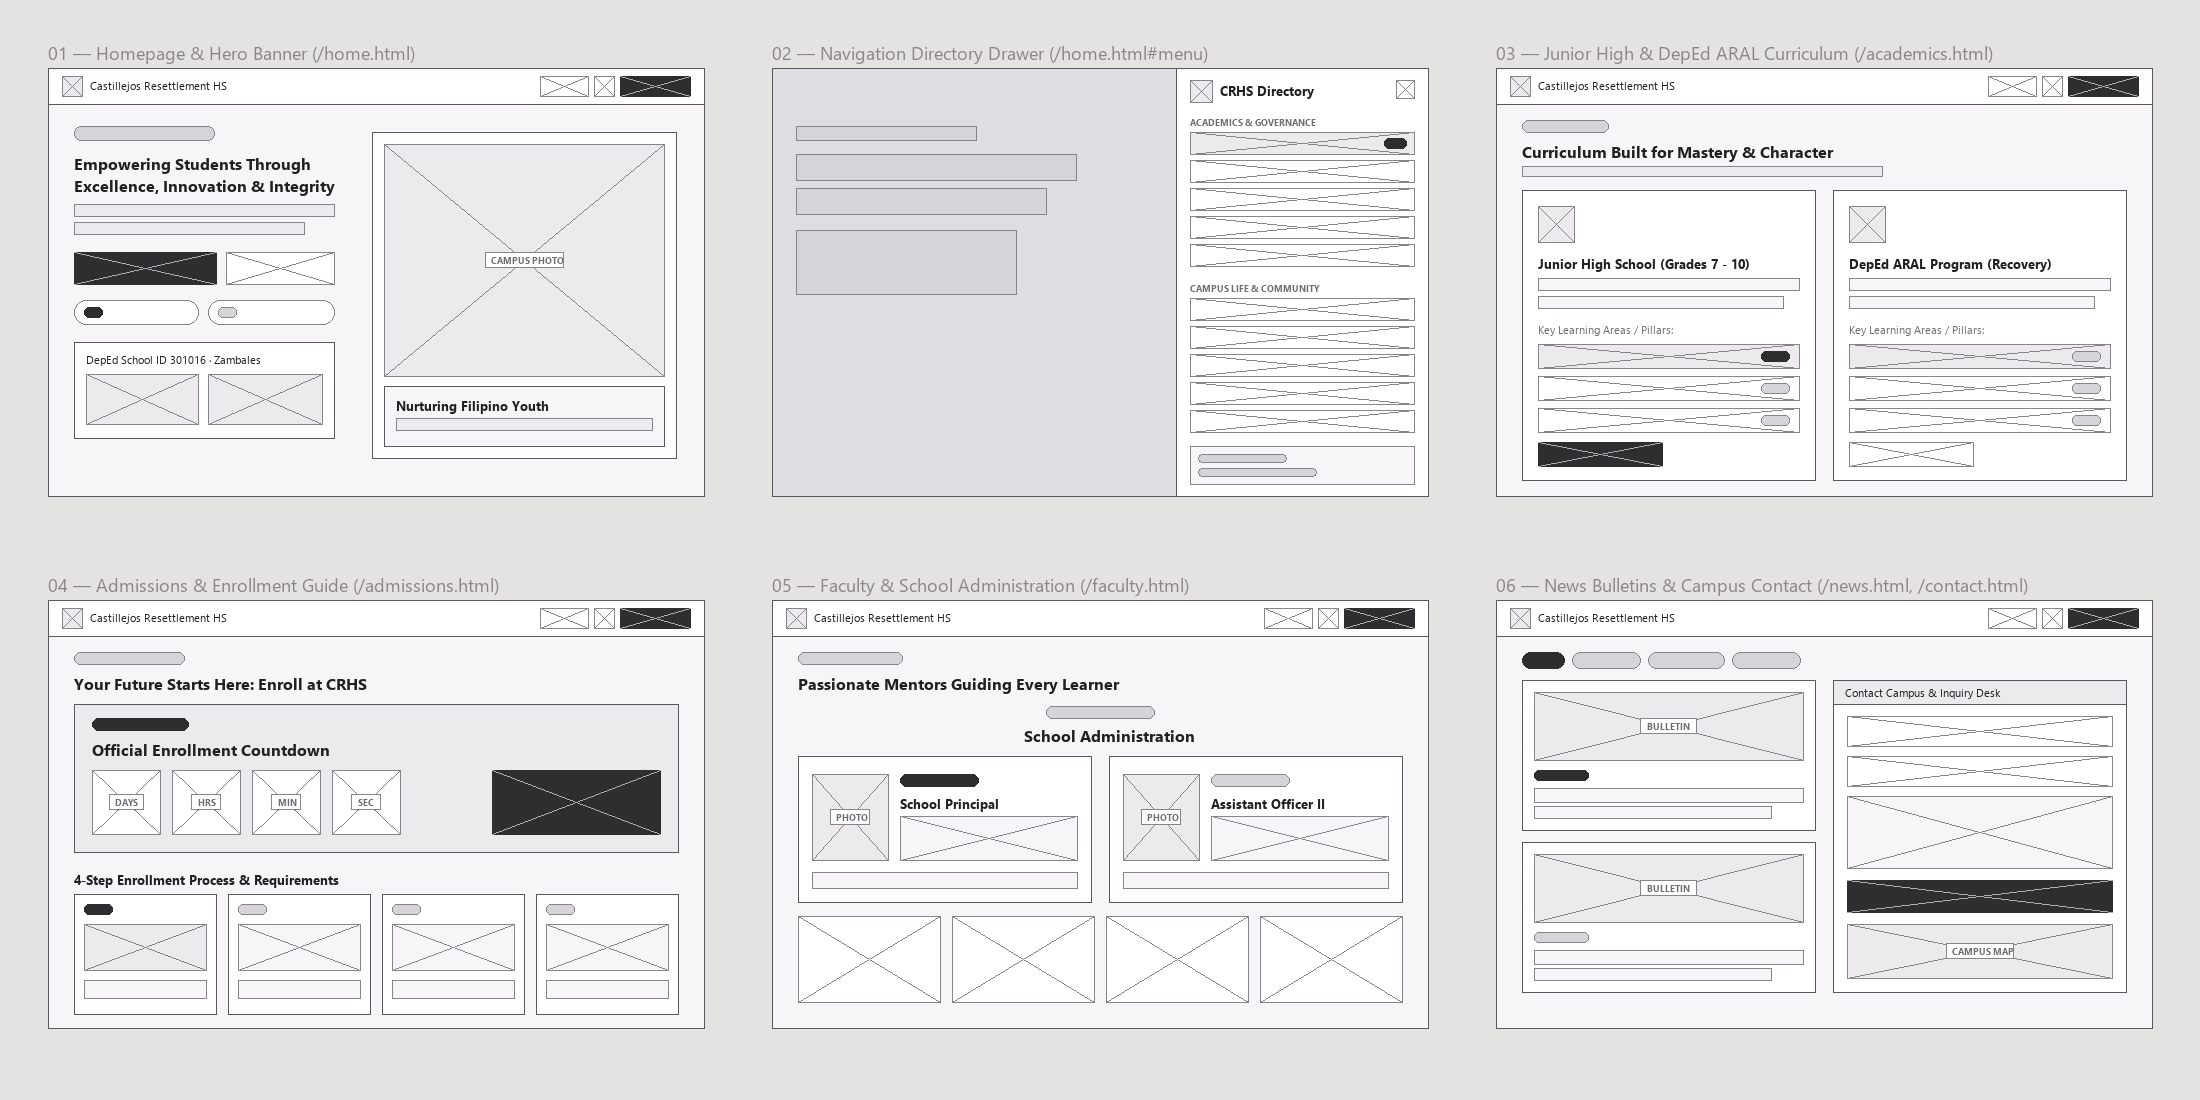 01 — Homepage & Hero Banner (/home.html)
Castillejos Resettlement HS
Empowering Students Through
Excellence, Innovation & Integrity
DepEd School ID 301016 · Zambales
CAMPUS PHOTO
Nurturing Filipino Youth
02 — Navigation Directory Drawer (/home.html#menu)
CRHS Directory
ACADEMICS & GOVERNANCE
CAMPUS LIFE & COMMUNITY
03 — Junior High & DepEd ARAL Curriculum (/academics.html)
Castillejos Resettlement HS
Curriculum Built for Mastery & Character
Junior High School (Grades 7 - 10)
Key Learning Areas / Pillars:
DepEd ARAL Program (Recovery)
Key Learning Areas / Pillars:
04 — Admissions & Enrollment Guide (/admissions.html)
Castillejos Resettlement HS
Your Future Starts Here: Enroll at CRHS
Official Enrollment Countdown
DAYS
HRS
MIN
SEC
4-Step Enrollment Process & Requirements
05 — Faculty & School Administration (/faculty.html)
Castillejos Resettlement HS
Passionate Mentors Guiding Every Learner
School Administration
PHOTO
School Principal
PHOTO
Assistant Officer II
06 — News Bulletins & Campus Contact (/news.html, /contact.html)
Castillejos Resettlement HS
BULLETIN
BULLETIN
Contact Campus & Inquiry Desk
CAMPUS MAP